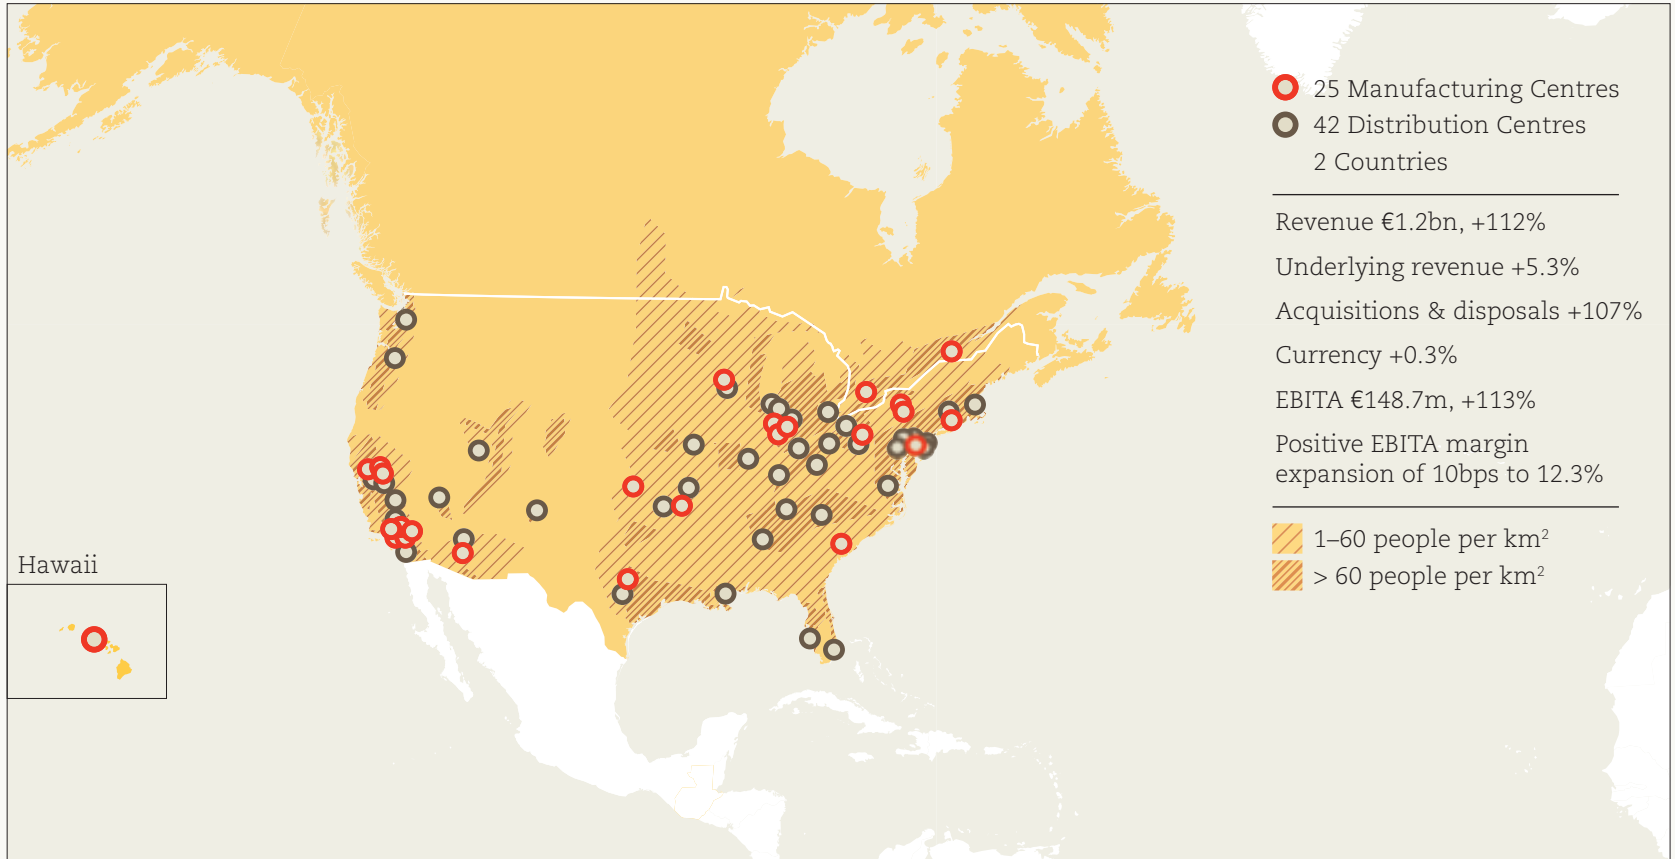 25 Manufacturing Centres
42 Distribution Centres
2 Countries
Revenue €1.2bn, +112%
Underlying revenue +5.3%
Acquisitions & disposals +107%
Currency +0.3%
EBITA €148.7m, +113%
Positive EBITA margin
expansion of 10bps to 12.3%
1–60 people per km²
> 60 people per km²
Hawaii